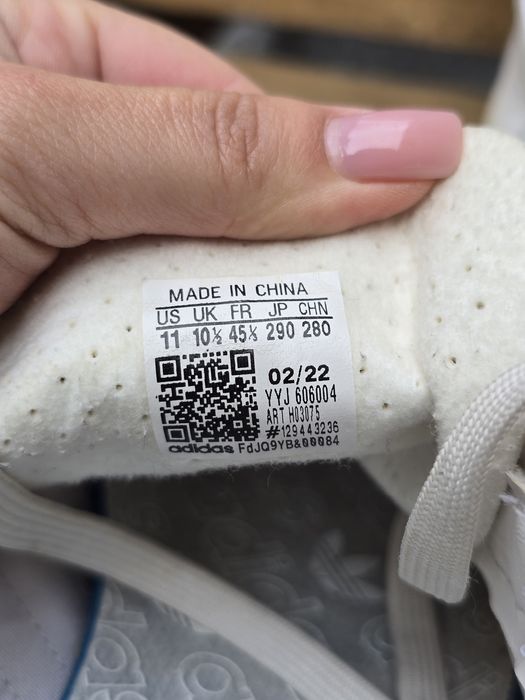 MADE IN CHINA
US UK FR JP CHN
11 10½ 45⅓ 290 280
02/22
YYJ 606004
ART H03075
#129443236
adidas FdJQ9YB&00084